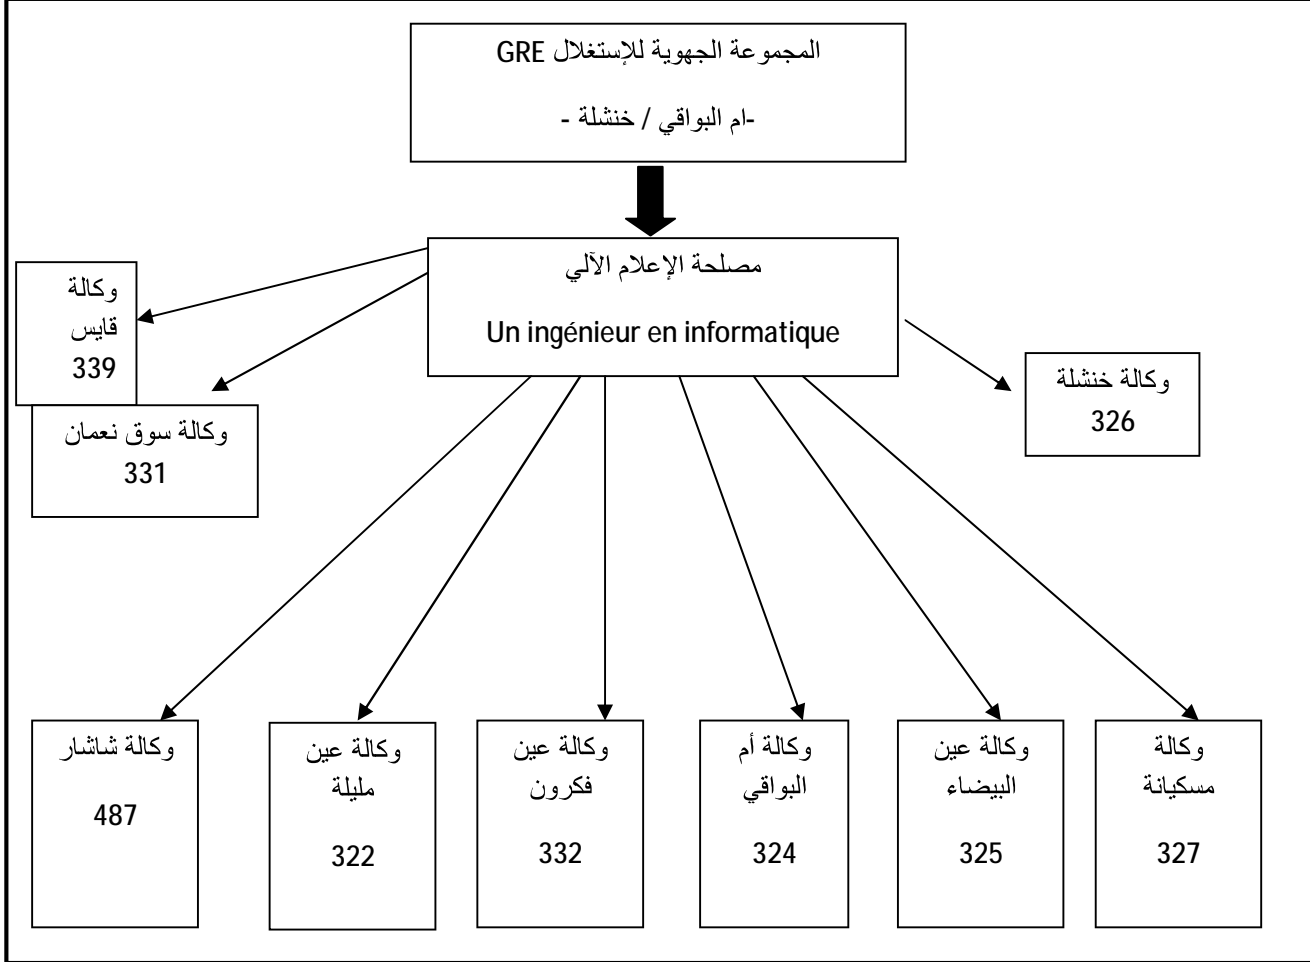 المجموعة الجهوية للإستغلال GRE
-ام البواقي / خنشلة -
مصلحة الإعلام الآلي
Un ingénieur en informatique
وكالة
قايس
339
وكالة سوق نعمان
331
وكالة خنشلة
326
وكالة
مسكيانة
327
وكالة عين
البيضاء
325
وكالة أم
البواقي
324
وكالة عين
فكرون
332
وكالة عين
مليلة
322
وكالة شاشار
487